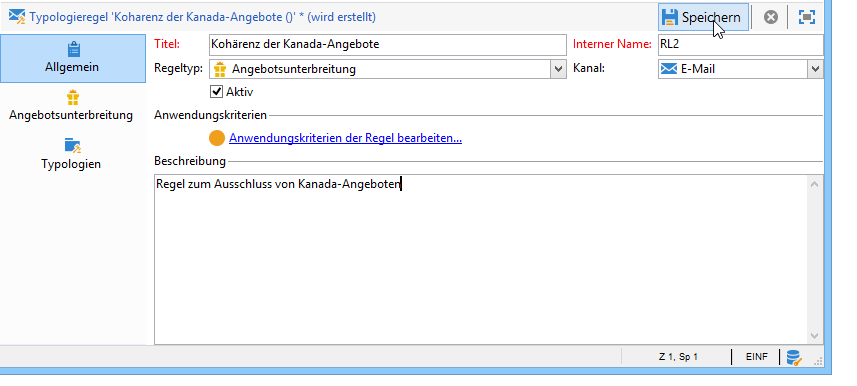 Typologieregel 'Koharenz der Kanada-Angebote ()' * (wird erstellt)
Speichern
Allgemein
Angebotsunterbreitung
Typologien
Titel: Kohärenz der Kanada-Angebote Interner Name: RL2
Regeltyp: Angebotsunterbreitung Kanal: E-Mail
Aktiv
Anwendungskriterien
Anwendungskriterien der Regel bearbeiten...
Beschreibung
Regel zum Ausschluss von Kanada-Angeboten
Z 1, Sp 1 EINF